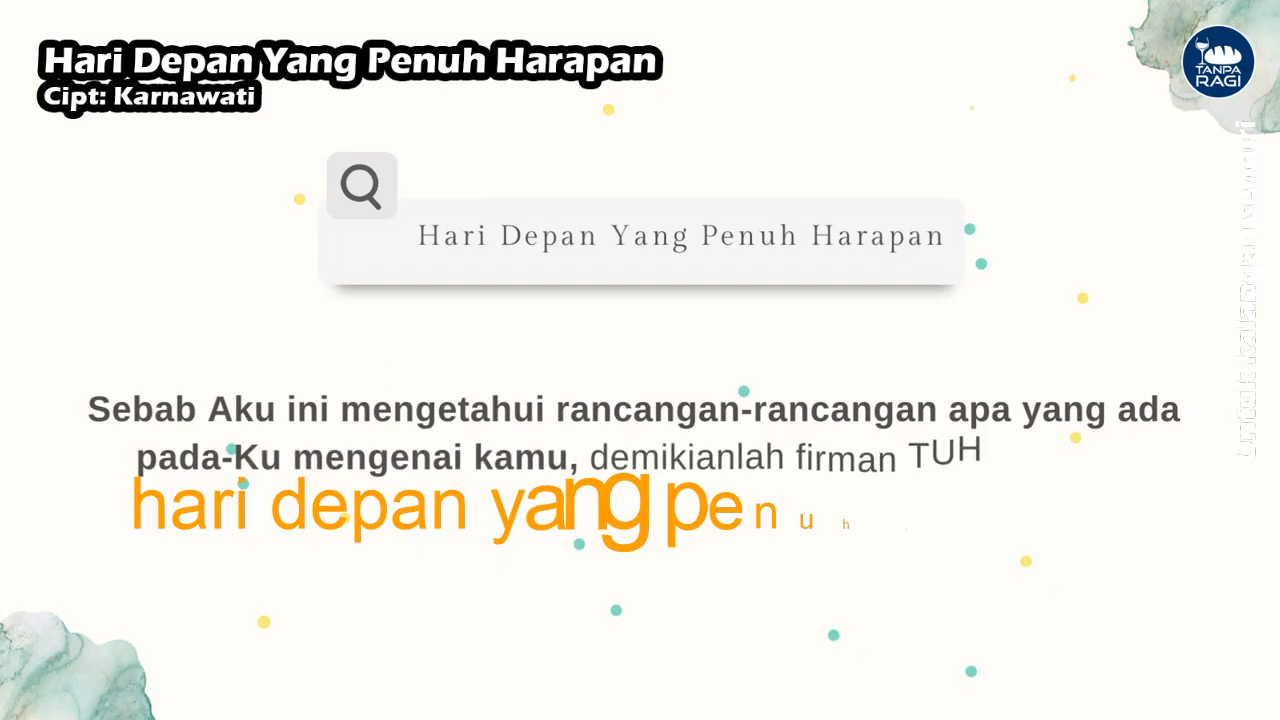 Hari Depan Yang Penuh Harapan
Cipt: Karnawati
TANPA
RAGI
Hari Depan Yang Penuh Harapan
Sebab Aku ini mengetahui rancangan-rancangan apa yang ada
pada-Ku mengenai kamu, demikianlah firman TUH
hari depan yang penuh